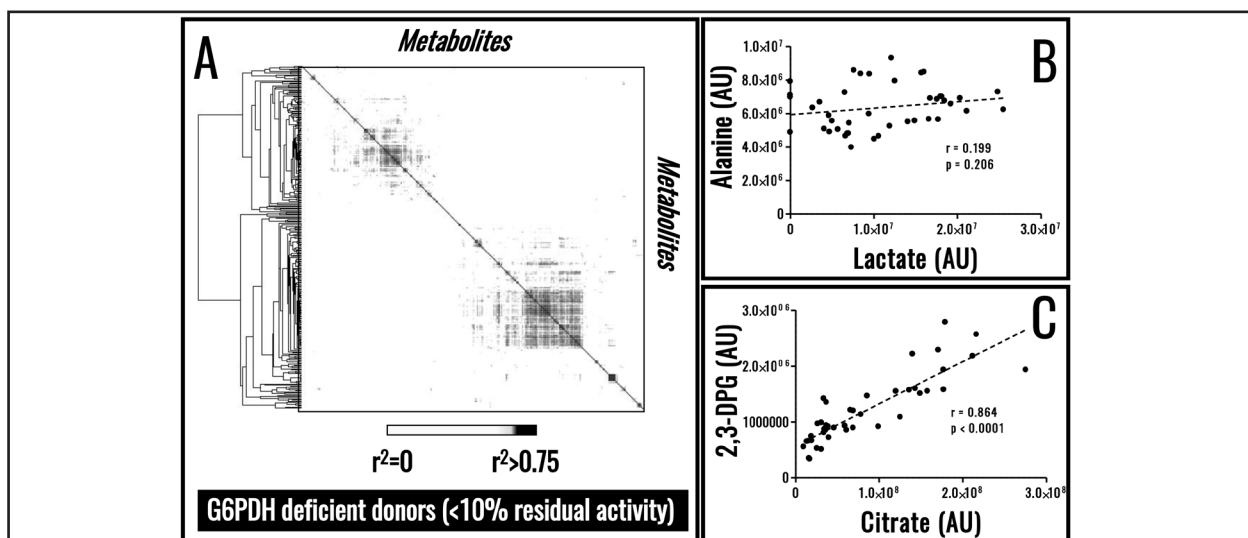 A
Metabolites
Metabolites
r²=0
r²>0.75
G6PDH deficient donors (<10% residual activity)
B
Alanine (AU)
1.0×10⁷
8.0×10⁶
6.0×10⁶
4.0×10⁶
2.0×10⁶
0
0
1.0×10⁷
2.0×10⁷
3.0×10⁷
r = 0.199
p = 0.206
Lactate (AU)
C
2,3-DPG (AU)
3.0×10⁶
2.0×10⁶
1000000
0
0
1.0×10⁸
2.0×10⁸
3.0×10⁸
r = 0.864
p < 0.0001
Citrate (AU)